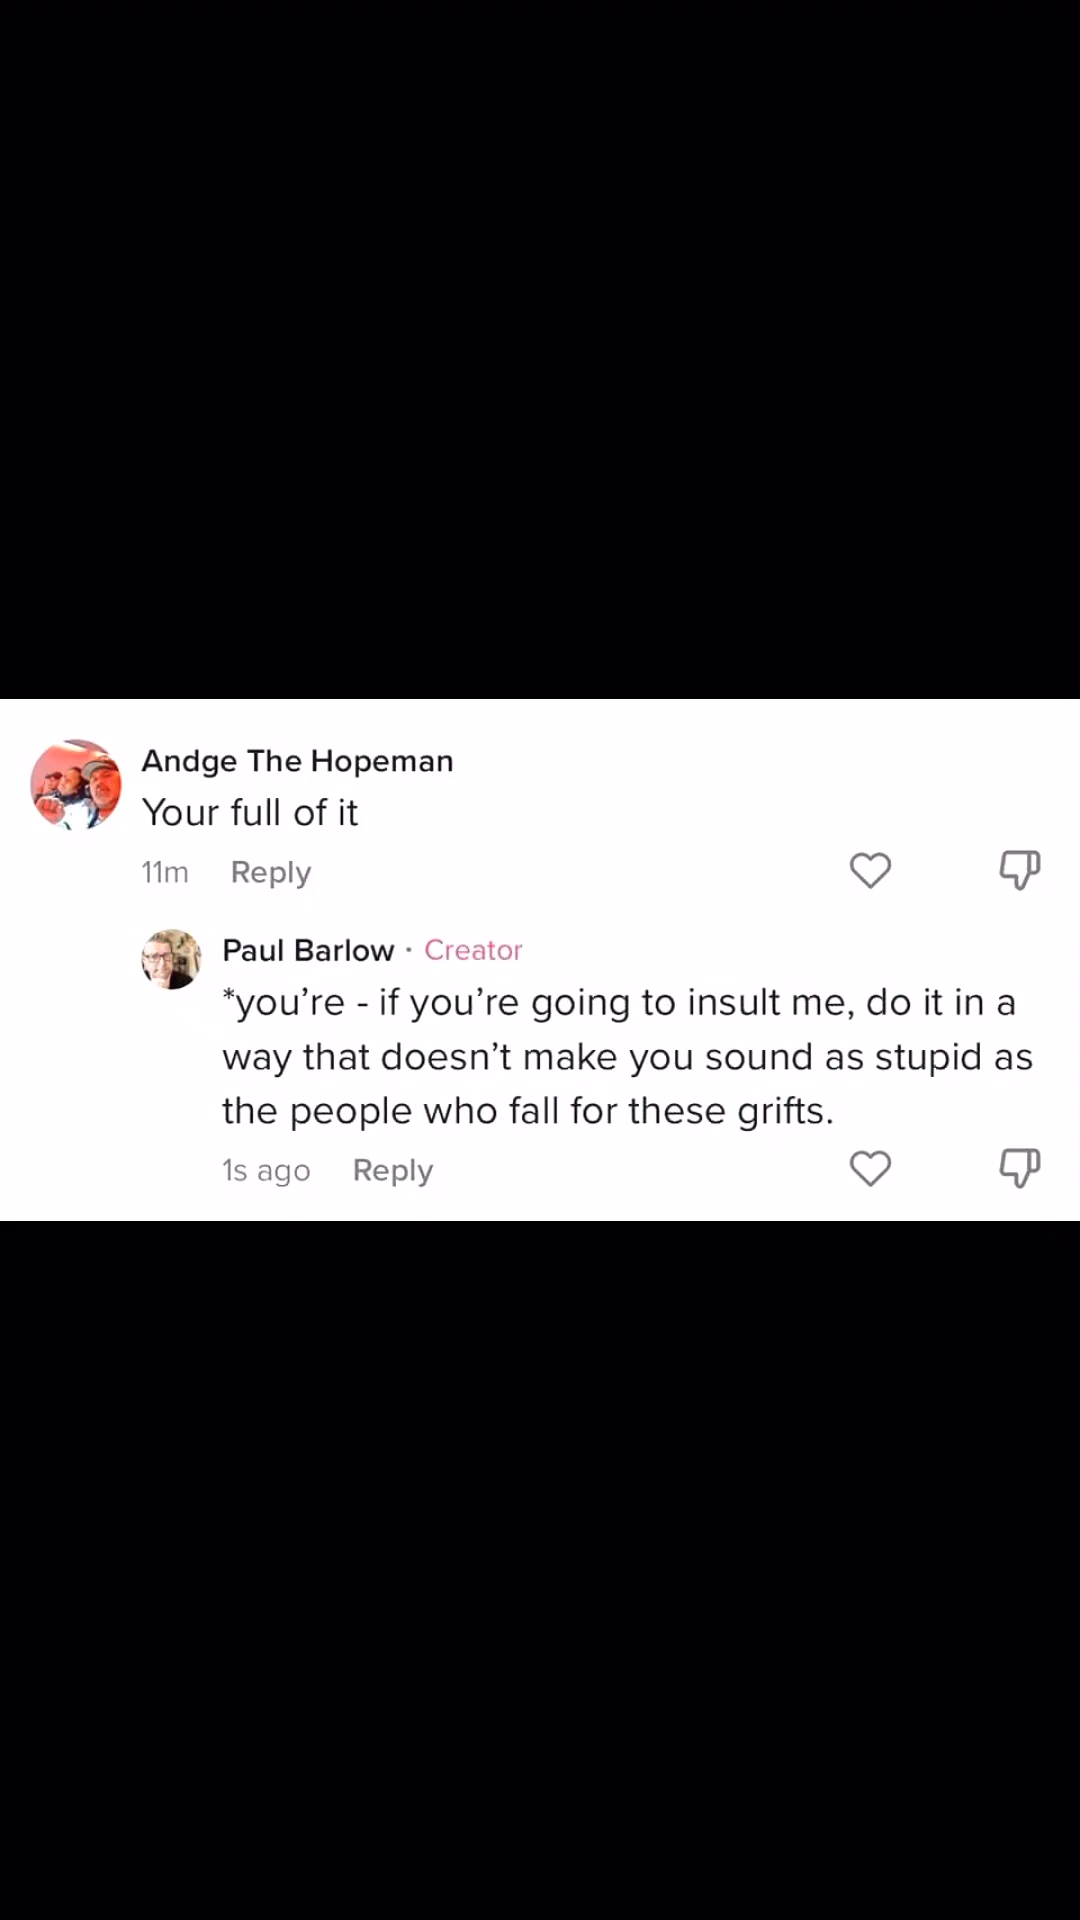 Andge The Hopeman
Your full of it
11m Reply
Paul Barlow · Creator
*you’re - if you’re going to insult me, do it in a
way that doesn’t make you sound as stupid as
the people who fall for these grifts.
1s ago Reply